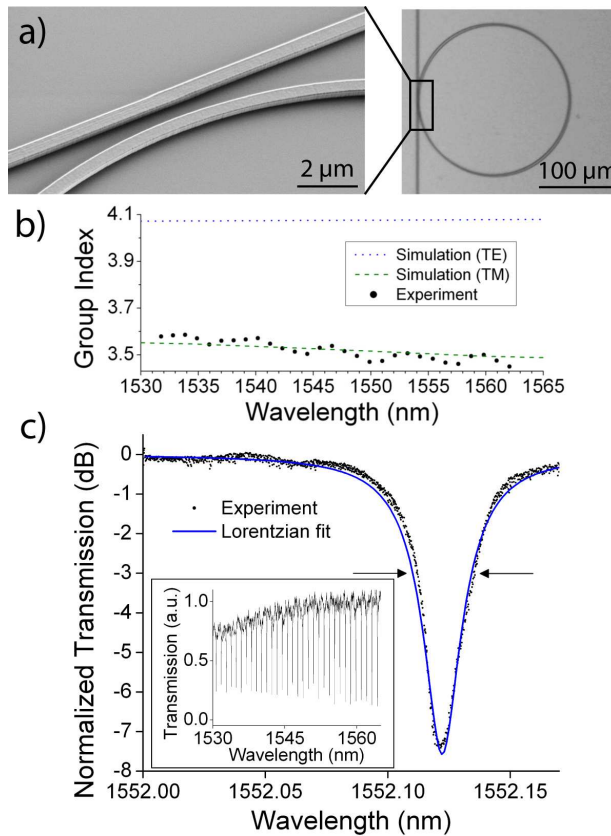 a)
2 µm
100 µm
b)
Group Index
4.1
3.9
3.7
3.5
Simulation (TE)
Simulation (TM)
Experiment
1530 1535 1540 1545 1550 1555 1560 1565
Wavelength (nm)
c)
Normalized Transmission (dB)
0
-1
-2
-3
-4
-5
-6
-7
-8
Experiment
Lorentzian fit
Transmission (a.u.)
1.0
0.5
0.0
1530 1545 1560
Wavelength (nm)
1552.00 1552.05 1552.10 1552.15
Wavelength (nm)